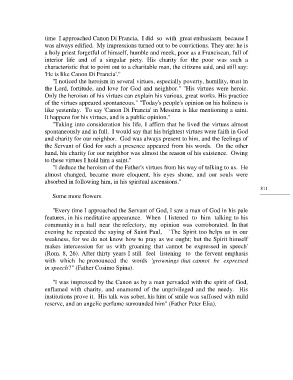 time I approached Canon Di Francia, I did so with great enthusiasm because I
was always edified. My impressions turned to be convictions. They are: he is
a holy priest forgetful of himself, humble and meek, poor as a Franciscan, full of
interior life and of a singular piety. His charity for the poor was such a
characteristic that to point out to a charitable man, the citizens said, and still say:
'He is like Canon Di Francia'."
"I noticed the heroism in several virtues, especially poverty, humility, trust in
the Lord, fortitude, and love for God and neighbor." "His virtues were heroic.
Only the heroism of his virtues can explain his various, great works. His practice
of the virtues appeared spontaneous." "Today's people's opinion on his holiness is
like yesterday. To say 'Canon Di Francia' in Messina is like mentioning a saint.
It happens for his virtues, and is a public opinion."
"Taking into consideration his life, I affirm that he lived the virtues almost
spontaneously and in full. I would say that his brightest virtues were faith in God
and charity for our neighbor. God was always present to him, and the feelings of
the Servant of God for such a presence appeared from his words. On the other
hand, his charity for our neighbor was almost the reason of his existence. Owing
to these virtues I hold him a saint."
"I deduce the heroism of the Father's virtues from his way of talking to us. He
almost changed, became more eloquent, his eyes shone, and our souls were
absorbed in following him, in his spiritual ascensions."
811
Some more flowers
"Every time I approached the Servant of God, I saw a man of God in his pale
features, in his meditative appearance. When I listened to him talking to his
community in a hall near the refectory, my opinion was corroborated. In that
evening he repeated the saying of Saint Paul, 'The Spirit too helps us in our
weakness, for we do not know how to pray as we ought; but the Spirit himself
makes intercession for us with groaning that cannot be expressed in speech'
(Rom. 8, 26). After thirty years I still feel listening to the fervent emphasis
with which he pronounced the words 'grownings that cannot be expressed
in speech'!" (Father Cosimo Spina).
"I was impressed by the Canon as by a man pervaded with the spirit of God,
enflamed with charity, and enamored of the unprivileged and the needy. His
institutions prove it. His talk was sober, his hint of smile was suffused with mild
reserve, and an angelic perfume surrounded him" (Father Peter Elia).